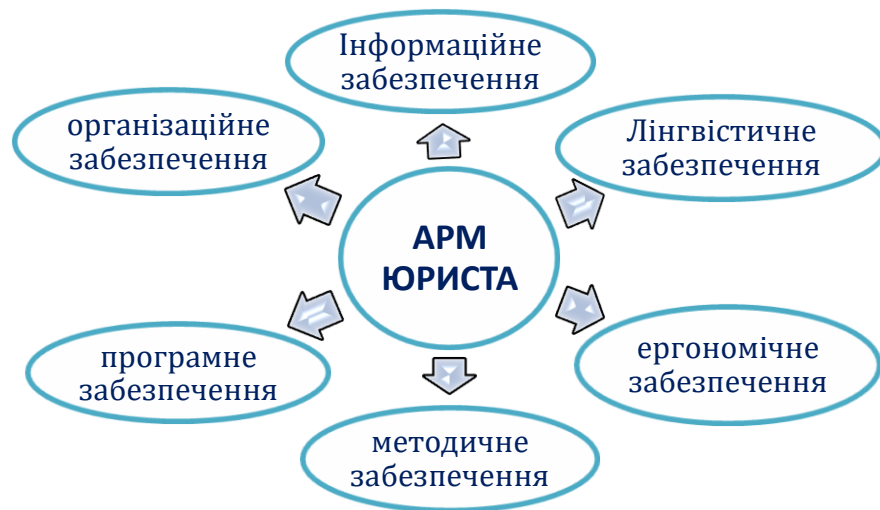 Інформаційне
забезпечення
організаційне
забезпечення
Лінгвістичне
забезпечення
АРМ
ЮРИСТА
програмне
забезпечення
ергономічне
забезпечення
методичне
забезпечення